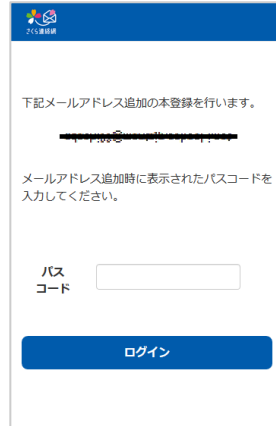 さくら連絡網
下記メールアドレス追加の本登録を行います。
メールアドレス追加時に表示されたパスコードを
入力してください。
パス
コード
ログイン